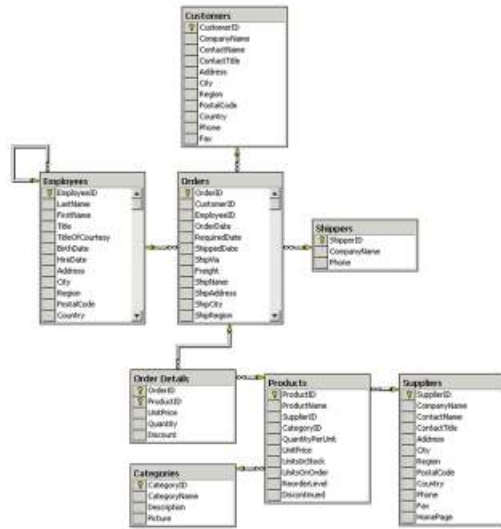 Customers
CustomerID
CompanyName
ContactName
ContactTitle
Address
City
Region
PostalCode
Country
Phone
Fax
Employees
EmployeeID
LastName
FirstName
Title
TitleOfCourtesy
BirthDate
HireDate
Address
City
Region
PostalCode
Country
Orders
OrderID
CustomerID
EmployeeID
OrderDate
RequiredDate
ShippedDate
ShipVia
Freight
ShipName
ShipAddress
ShipCity
ShipRegion
Shippers
ShipperID
CompanyName
Phone
Order Details
OrderID
ProductID
UnitPrice
Quantity
Discount
Products
ProductID
ProductName
SupplierID
CategoryID
QuantityPerUnit
UnitPrice
UnitsInStock
UnitsOnOrder
ReorderLevel
Discontinued
Suppliers
SupplierID
CompanyName
ContactName
ContactTitle
Address
City
Region
PostalCode
Country
Phone
Fax
HomePage
Categories
CategoryID
CategoryName
Description
Picture